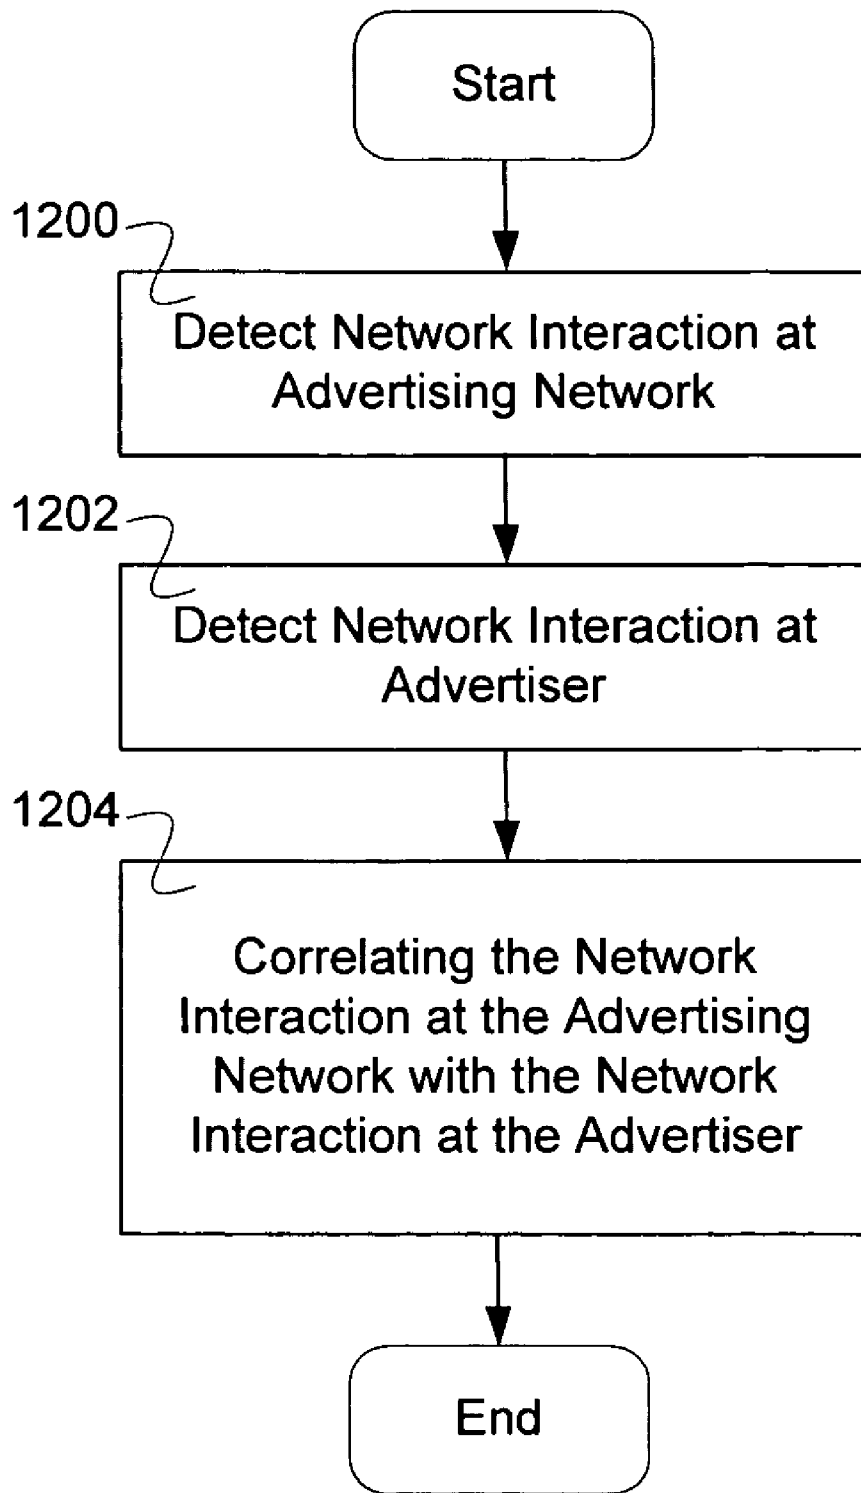 Start
1200
Detect Network Interaction at
Advertising Network
1202
Detect Network Interaction at
Advertiser
1204
Correlating the Network
Interaction at the Advertising
Network with the Network
Interaction at the Advertiser
End